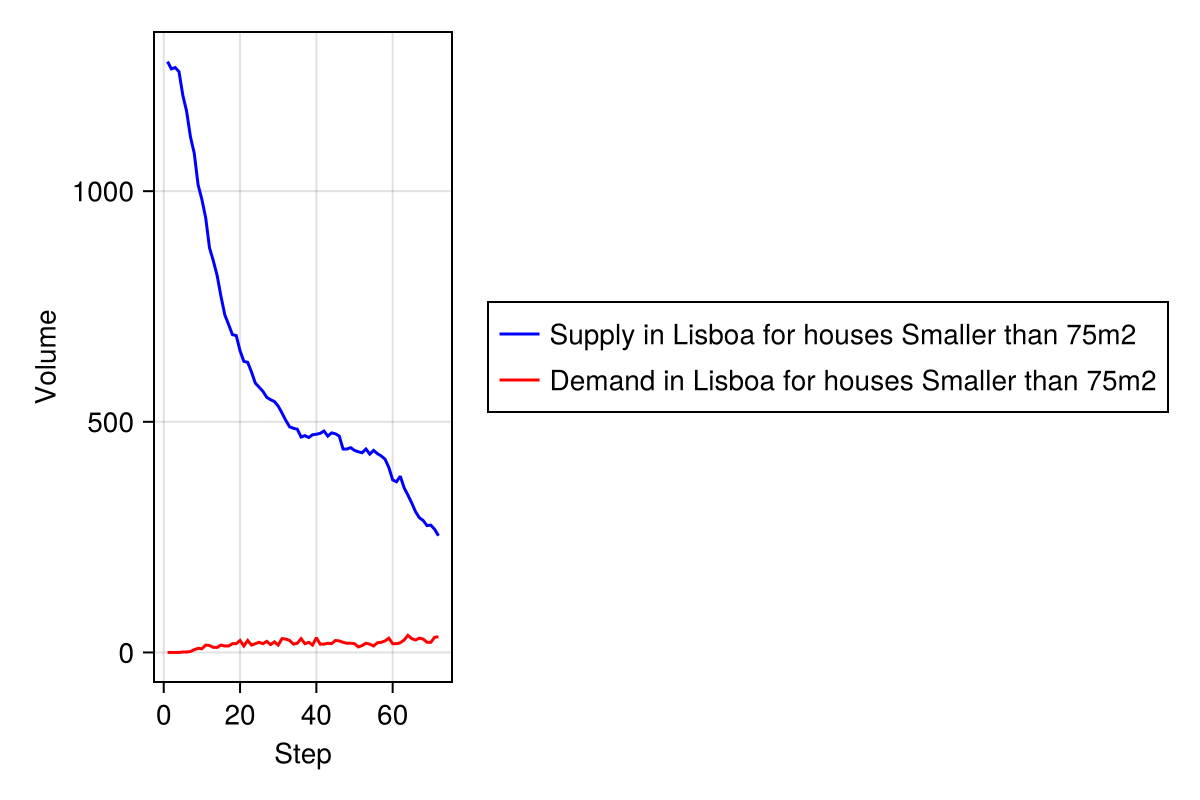 Volume
1000
500
0
0 20 40 60
Step
Supply in Lisboa for houses Smaller than 75m2
Demand in Lisboa for houses Smaller than 75m2